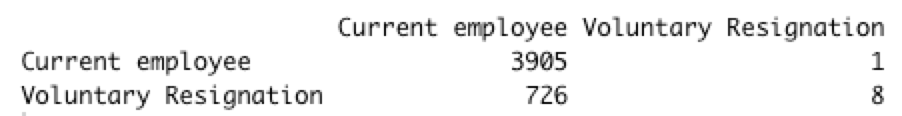 Current employee Voluntary Resignation
Current employee 3905 1
Voluntary Resignation 726 8